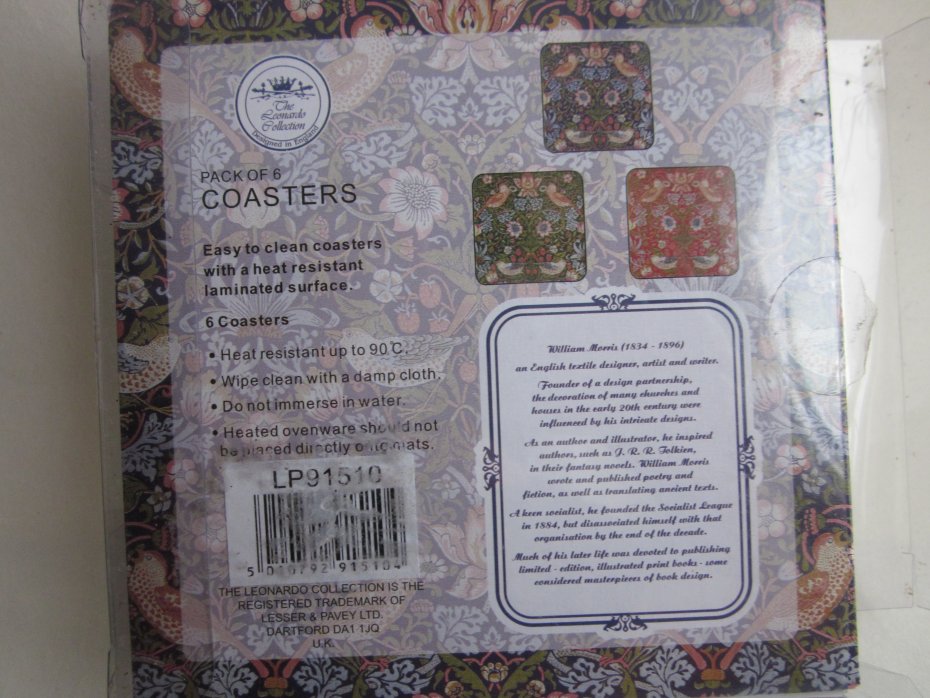 The
Leonardo
Collection
Designed in England
PACK OF 6
COASTERS
Easy to clean coasters
with a heat resistant
laminated surface.
6 Coasters
• Heat resistant up to 90°C.
• Wipe clean with a damp cloth.
• Do not immerse in water.
• Heated ovenware should not
be placed directly on mats.
LP91510
5 010792 915104
THE LEONARDO COLLECTION IS THE
REGISTERED TRADEMARK OF
LESSER & PAVEY LTD.
DARTFORD DA1 1JQ
U.K.
William Morris (1834 - 1896)
an English textile designer, artist and writer.
Founder of a design partnership,
the decoration of many churches and
houses in the early 20th century were
influenced by his intricate designs.
As an author and illustrator, he inspired
authors, such as J. R. R. Tolkien,
in their fantasy novels. William Morris
wrote and published poetry and
fiction, as well as translating ancient texts.
A keen socialist, he founded the Socialist League
in 1884, but disassociated himself with that
organisation by the end of the decade.
Much of his later life was devoted to publishing
limited - edition, illustrated print books - some
considered masterpieces of book design.